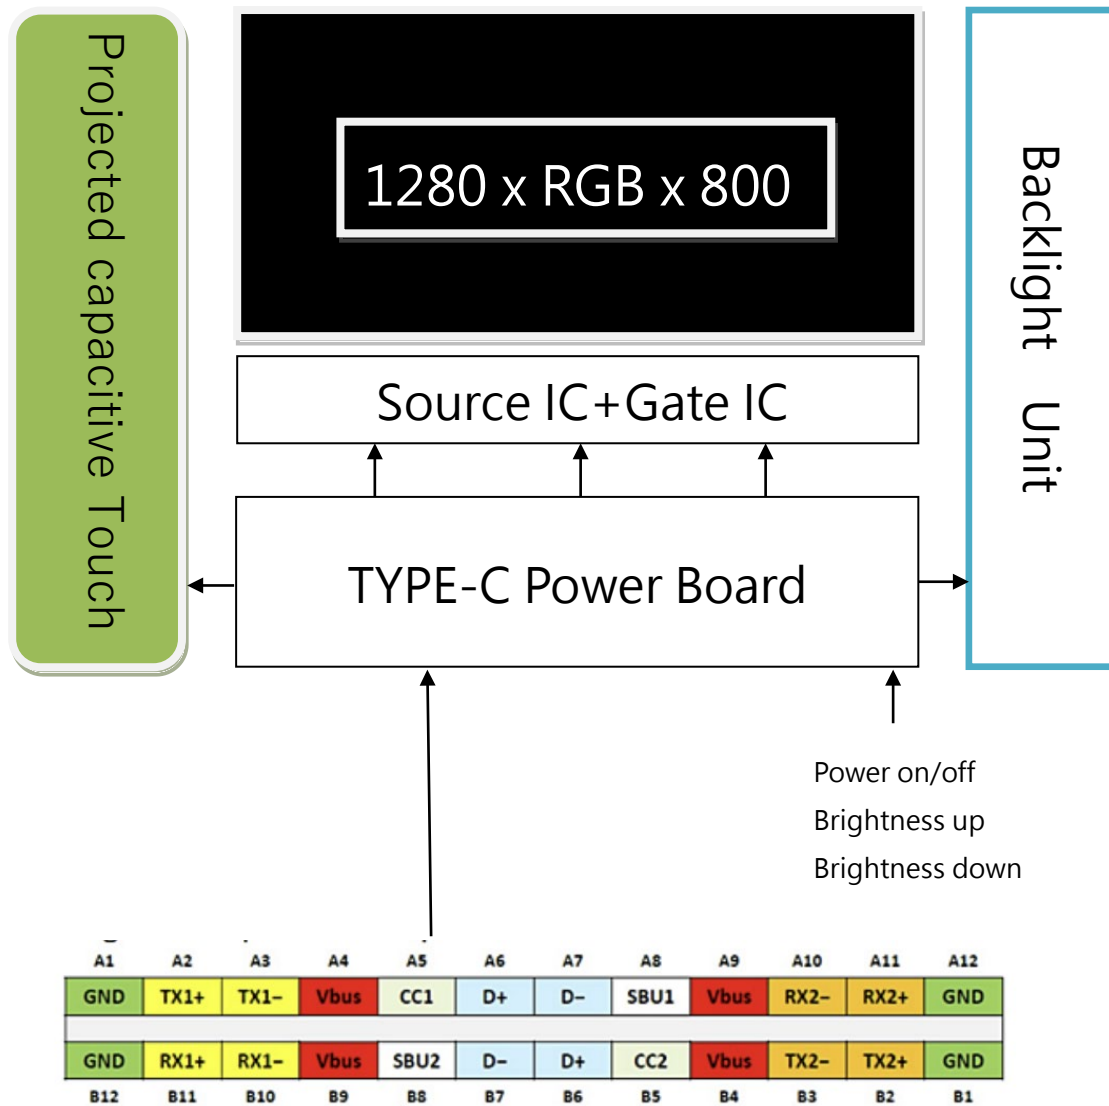 Projected capacitive Touch
1280 x RGB x 800
Backlight Unit
Source IC+Gate IC
TYPE-C Power Board
Power on/off
Brightness up
Brightness down
A1 A2 A3 A4 A5 A6 A7 A8 A9 A10 A11 A12
GND TX1+ TX1− Vbus CC1 D+ D− SBU1 Vbus RX2− RX2+ GND
GND RX1+ RX1− Vbus SBU2 D− D+ CC2 Vbus TX2− TX2+ GND
B12 B11 B10 B9 B8 B7 B6 B5 B4 B3 B2 B1